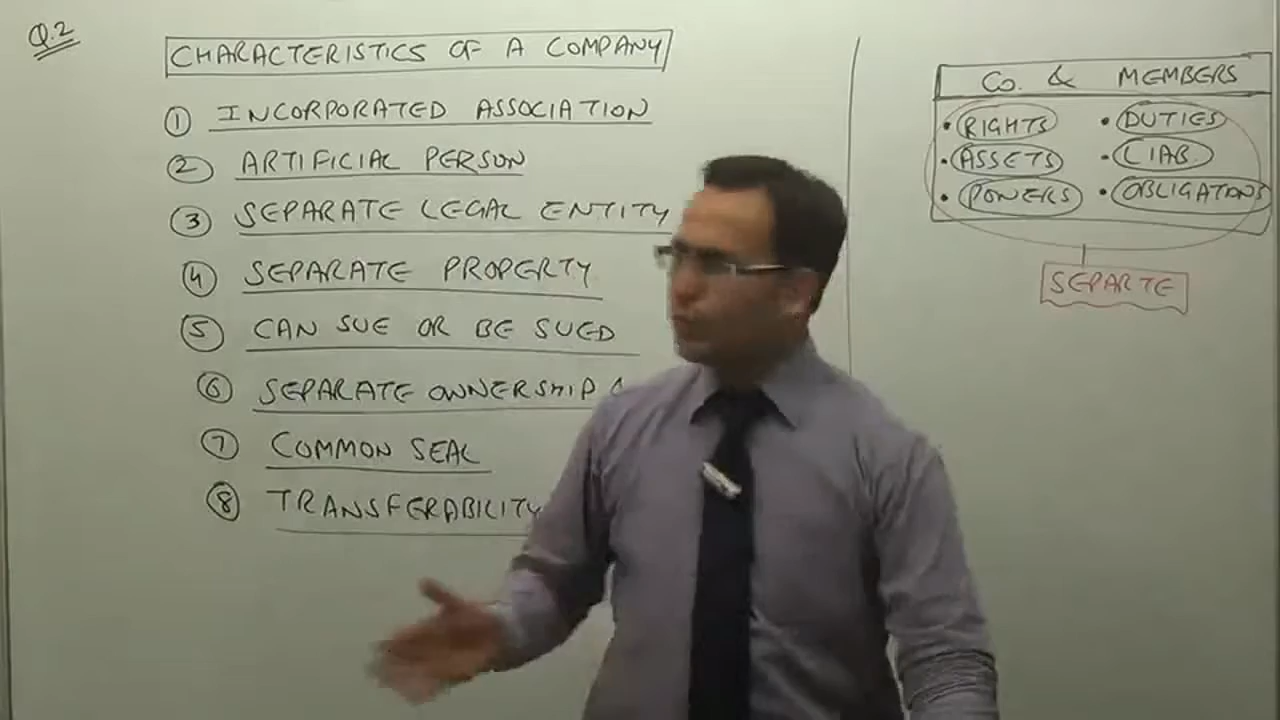 Q.2
CHARACTERISTICS OF A COMPANY
1 INCORPORATED ASSOCIATION
2 ARTIFICIAL PERSON
3 SEPARATE LEGAL ENTITY
4 SEPARATE PROPERTY
5 CAN SUE OR BE SUED
6 SEPARATE OWNERSHIP
7 COMMON SEAL
8 TRANSFERABILITY
CO. & MEMBERS
• RIGHTS • DUTIES
• ASSETS • LIAB.
• POWERS • OBLIGATIONS
SEPARTE